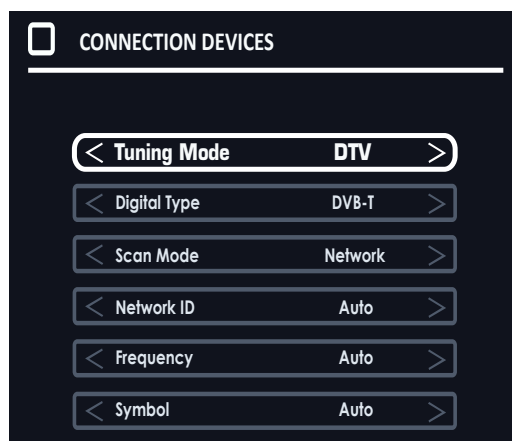 CONNECTION DEVICES
< Tuning Mode DTV >
< Digital Type DVB-T >
< Scan Mode Network >
< Network ID Auto >
< Frequency Auto >
< Symbol Auto >